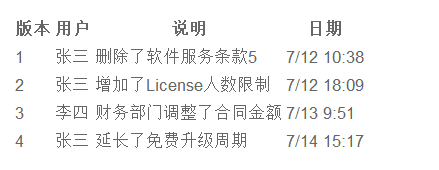 版本 用户 说明 日期
1 张三 删除了软件服务条款5 7/12 10:38
2 张三 增加了License人数限制 7/12 18:09
3 李四 财务部门调整了合同金额 7/13 9:51
4 张三 延长了免费升级周期 7/14 15:17